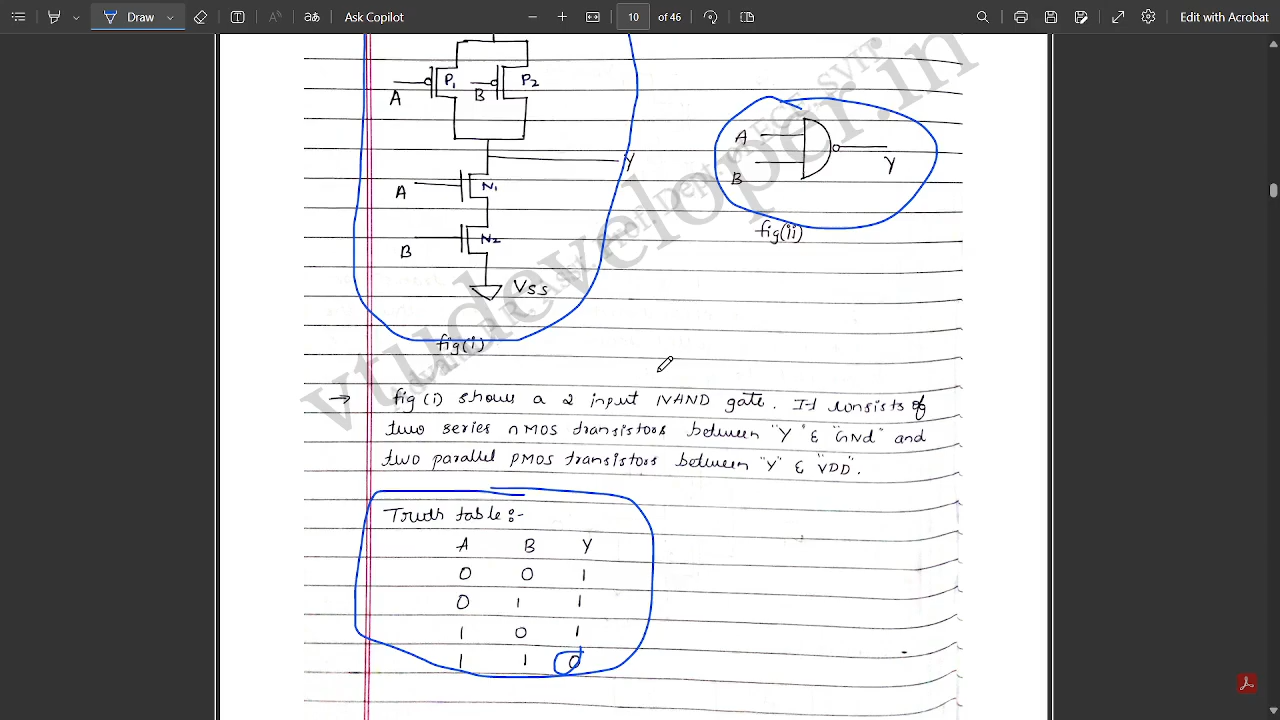 Draw
Ask Copilot
10 of 46
Edit with Acrobat
P1
P2
A
B
Y
A
N1
B
N2
VSS
fig(i)
A
B
Y
fig(ii)
vtudeveloper.in
→ fig (i) shows a 2 input NAND gate. It consists of
two series nMOS transistors between "Y" & "GNd" and
two parallel PMOS transistors between "Y" & "VDD".
Truth table:-
A B Y
0 0 1
0 1 1
1 0 1
1 1 0